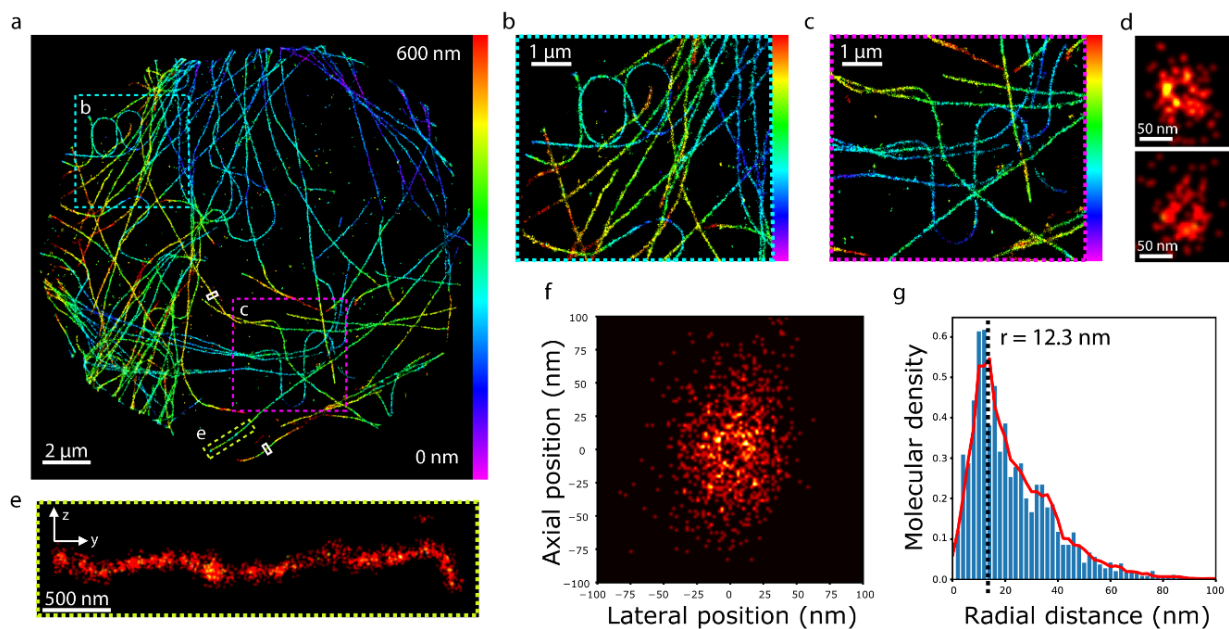 a
600 nm
b
c
e
2 µm
0 nm
b
1 µm
c
1 µm
d
50 nm
50 nm
e
z
y
500 nm
f
100
75
50
25
0
−25
−50
−75
−100
Axial position (nm)
−100 −75 −50 −25 0 25 50 75 100
Lateral position (nm)
g
r = 12.3 nm
0.6
0.5
0.4
0.3
0.2
0.1
0.0
Molecular density
0 20 40 60 80 100
Radial distance (nm)